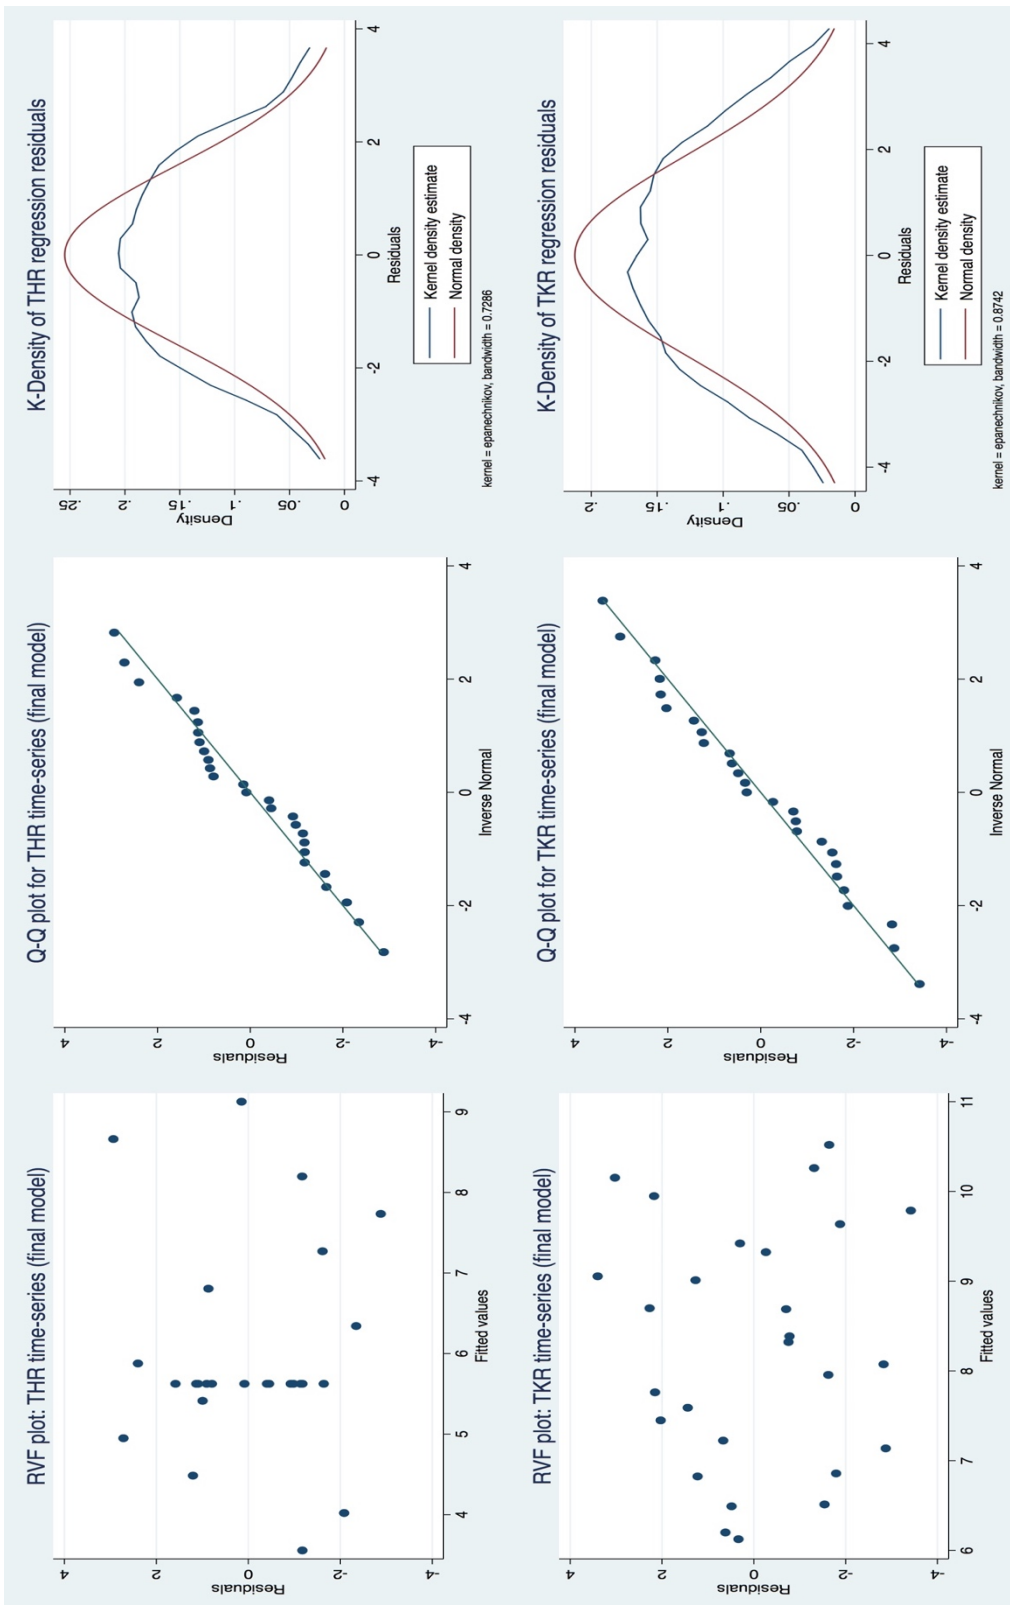 RVF plot: THR time-series (final model)
Residuals
4
2
0
-2
-4
4 5 6 7 8 9
Fitted values
Q-Q plot for THR time-series (final model)
Residuals
4
2
0
-2
-4
-4 -2 0 2 4
Inverse Normal
K-Density of THR regression residuals
Density
.25
.2
.15
.1
.05
0
-4 -2 0 2 4
Residuals
Kernel density estimate
Normal density
kernel = epanechnikov, bandwidth = 0.7286
RVF plot: TKR time-series (final model)
Residuals
4
2
0
-2
-4
6 7 8 9 10 11
Fitted values
Q-Q plot for TKR time-series (final model)
Residuals
4
2
0
-2
-4
-4 -2 0 2 4
Inverse Normal
K-Density of TKR regression residuals
Density
.2
.15
.1
.05
0
-4 -2 0 2 4
Residuals
Kernel density estimate
Normal density
kernel = epanechnikov, bandwidth = 0.8742